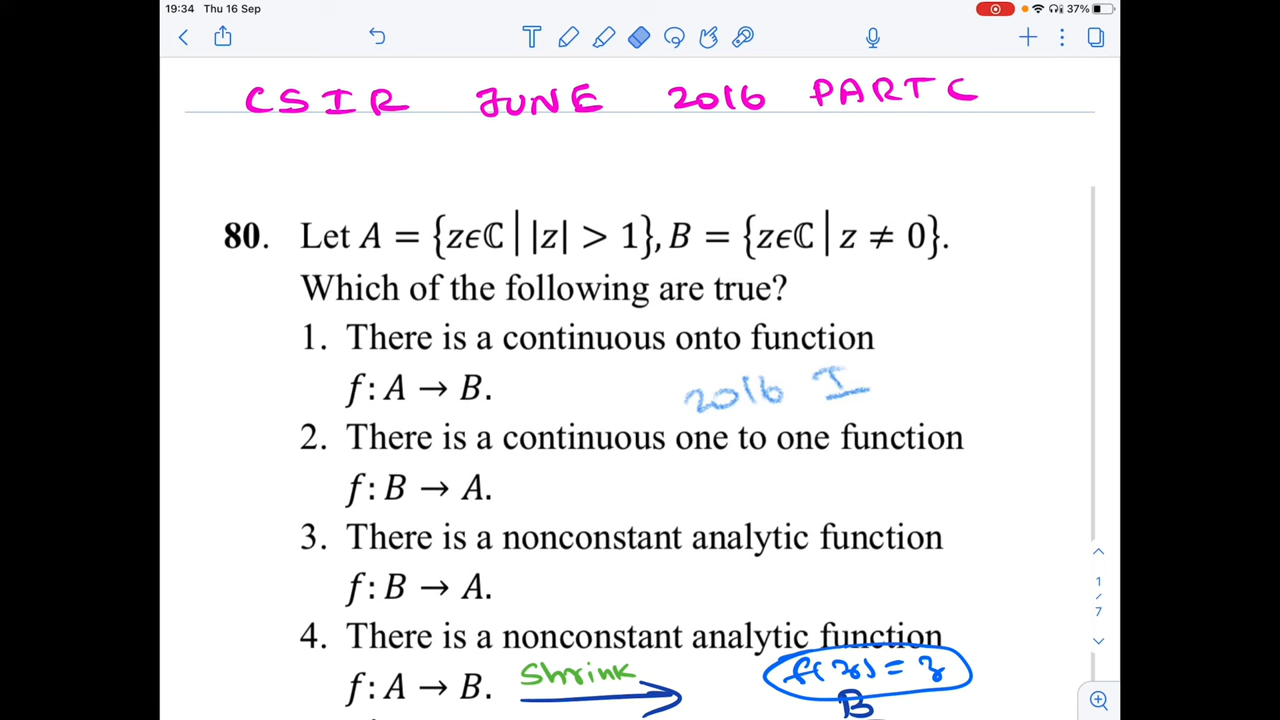 19:34 Thu 16 Sep
37%
CSIR JUNE 2016 PART C
80. Let A = {zϵℂ | |z| > 1}, B = {zϵℂ | z ≠ 0}.
Which of the following are true?
1. There is a continuous onto function
f: A → B.
2016 I
2. There is a continuous one to one function
f: B → A.
3. There is a nonconstant analytic function
f: B → A.
4. There is a nonconstant analytic function
f: A → B.
Shrink
f(z) = z
B
1
/
7